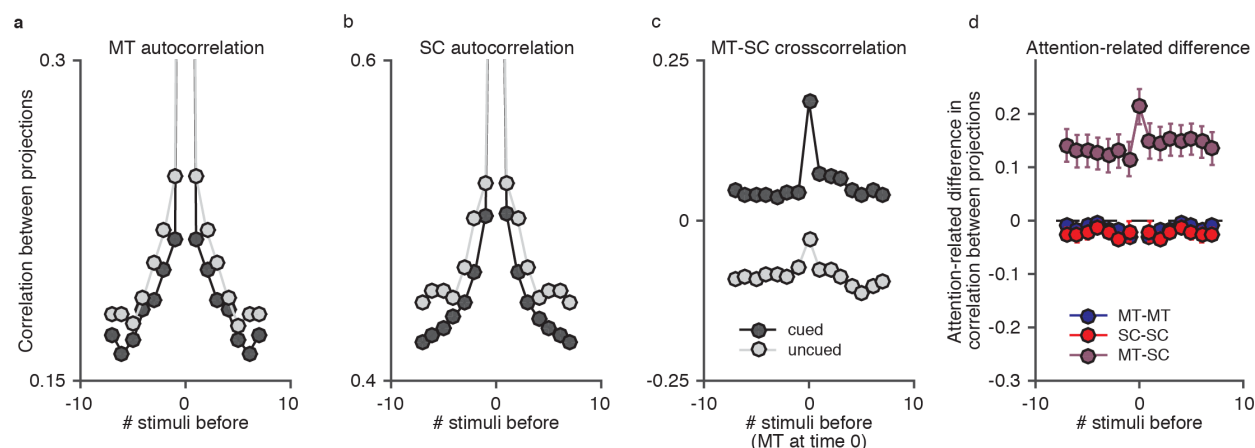 a
MT autocorrelation
Correlation between projections
0.3
0.15
-10
0
10
# stimuli before
b
SC autocorrelation
0.6
0.4
-10
0
10
# stimuli before
c
MT-SC crosscorrelation
0.25
0
-0.25
cued
uncued
-10
0
10
# stimuli before
(MT at time 0)
d
Attention-related difference
Attention-related difference in
correlation between projections
0.2
0.1
0
-0.1
-0.2
-0.3
MT-MT
SC-SC
MT-SC
-10
0
10
# stimuli before